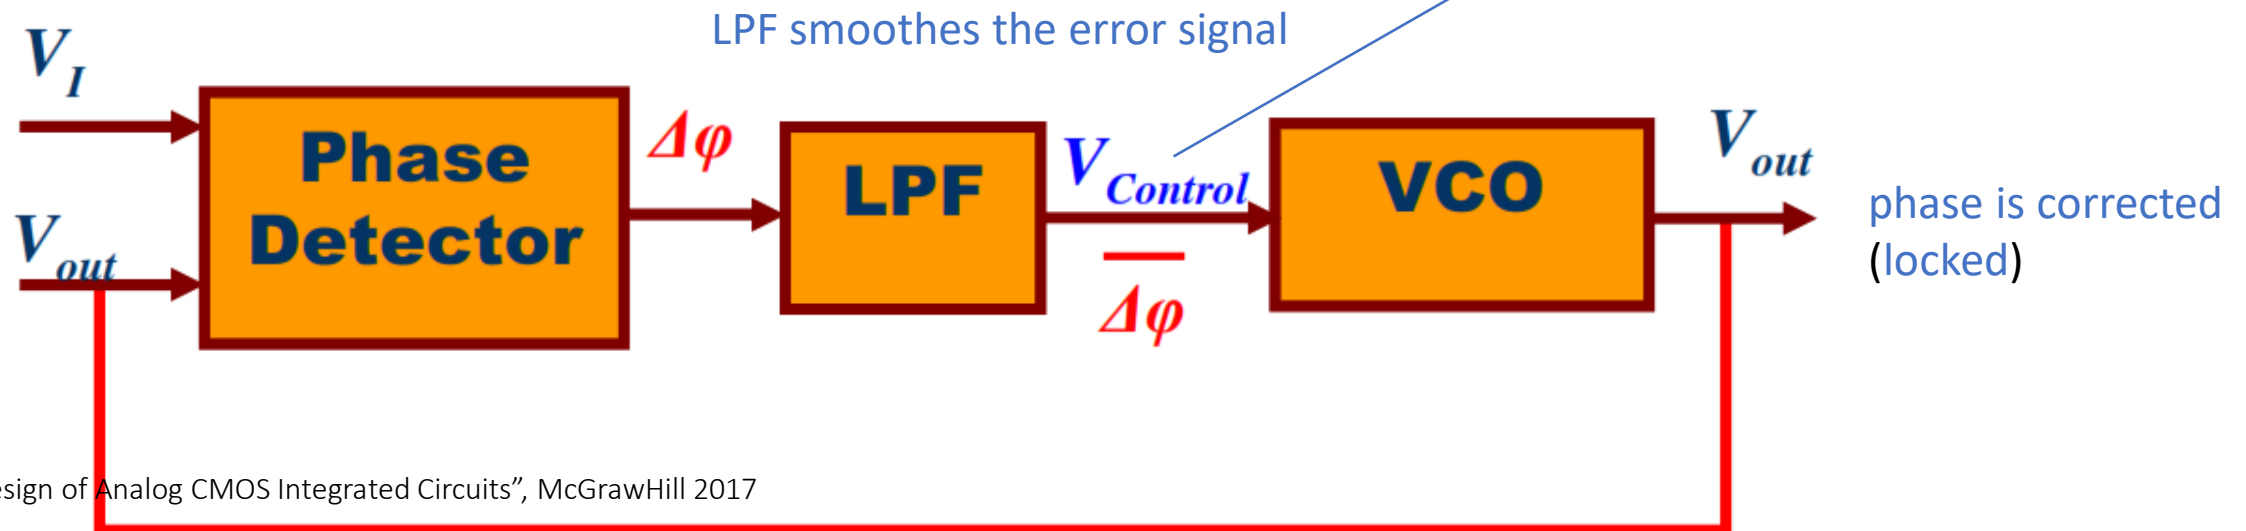 LPF smoothes the error signal
V_I
Phase
Detector
V_out
Δφ
LPF
V_Control
Δφ
VCO
V_out
phase is corrected
(locked)
of Analog CMOS Integrated Circuits”, McGrawHill 2017